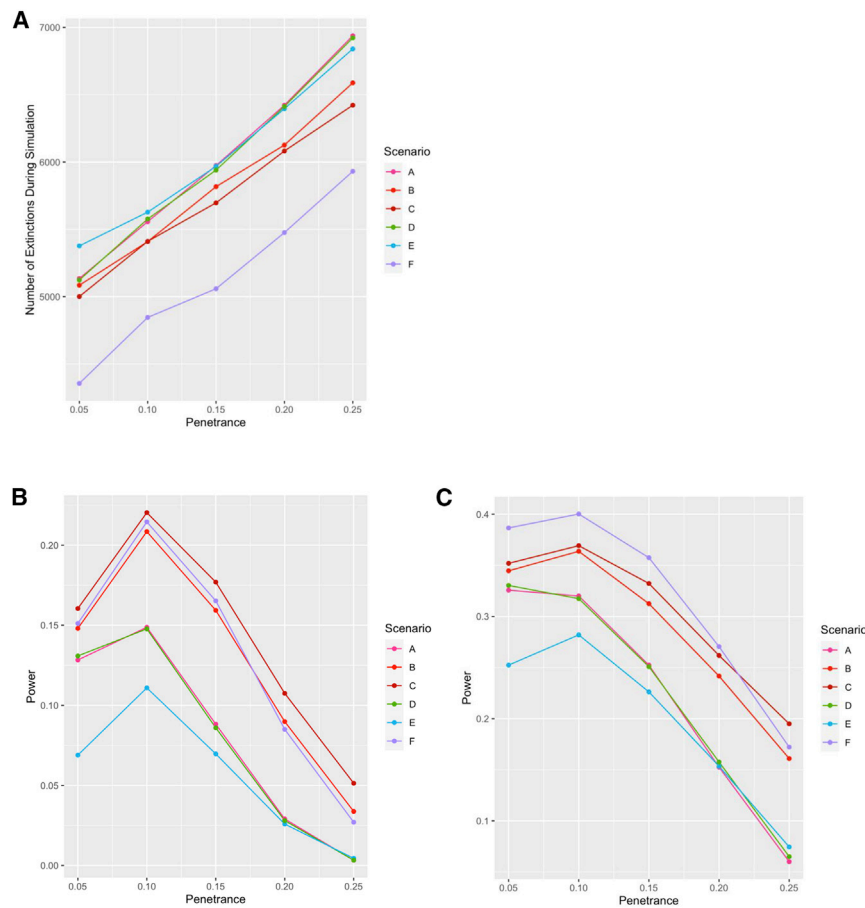 A
Number of Extinctions During Simulation
7000
6000
5000
0.05 0.10 0.15 0.20 0.25
Penetrance
Scenario
A
B
C
D
E
F
B
Power
0.20
0.15
0.10
0.05
0.00
0.05 0.10 0.15 0.20 0.25
Penetrance
Scenario
A
B
C
D
E
F
C
Power
0.4
0.3
0.2
0.1
0.05 0.10 0.15 0.20 0.25
Penetrance
Scenario
A
B
C
D
E
F